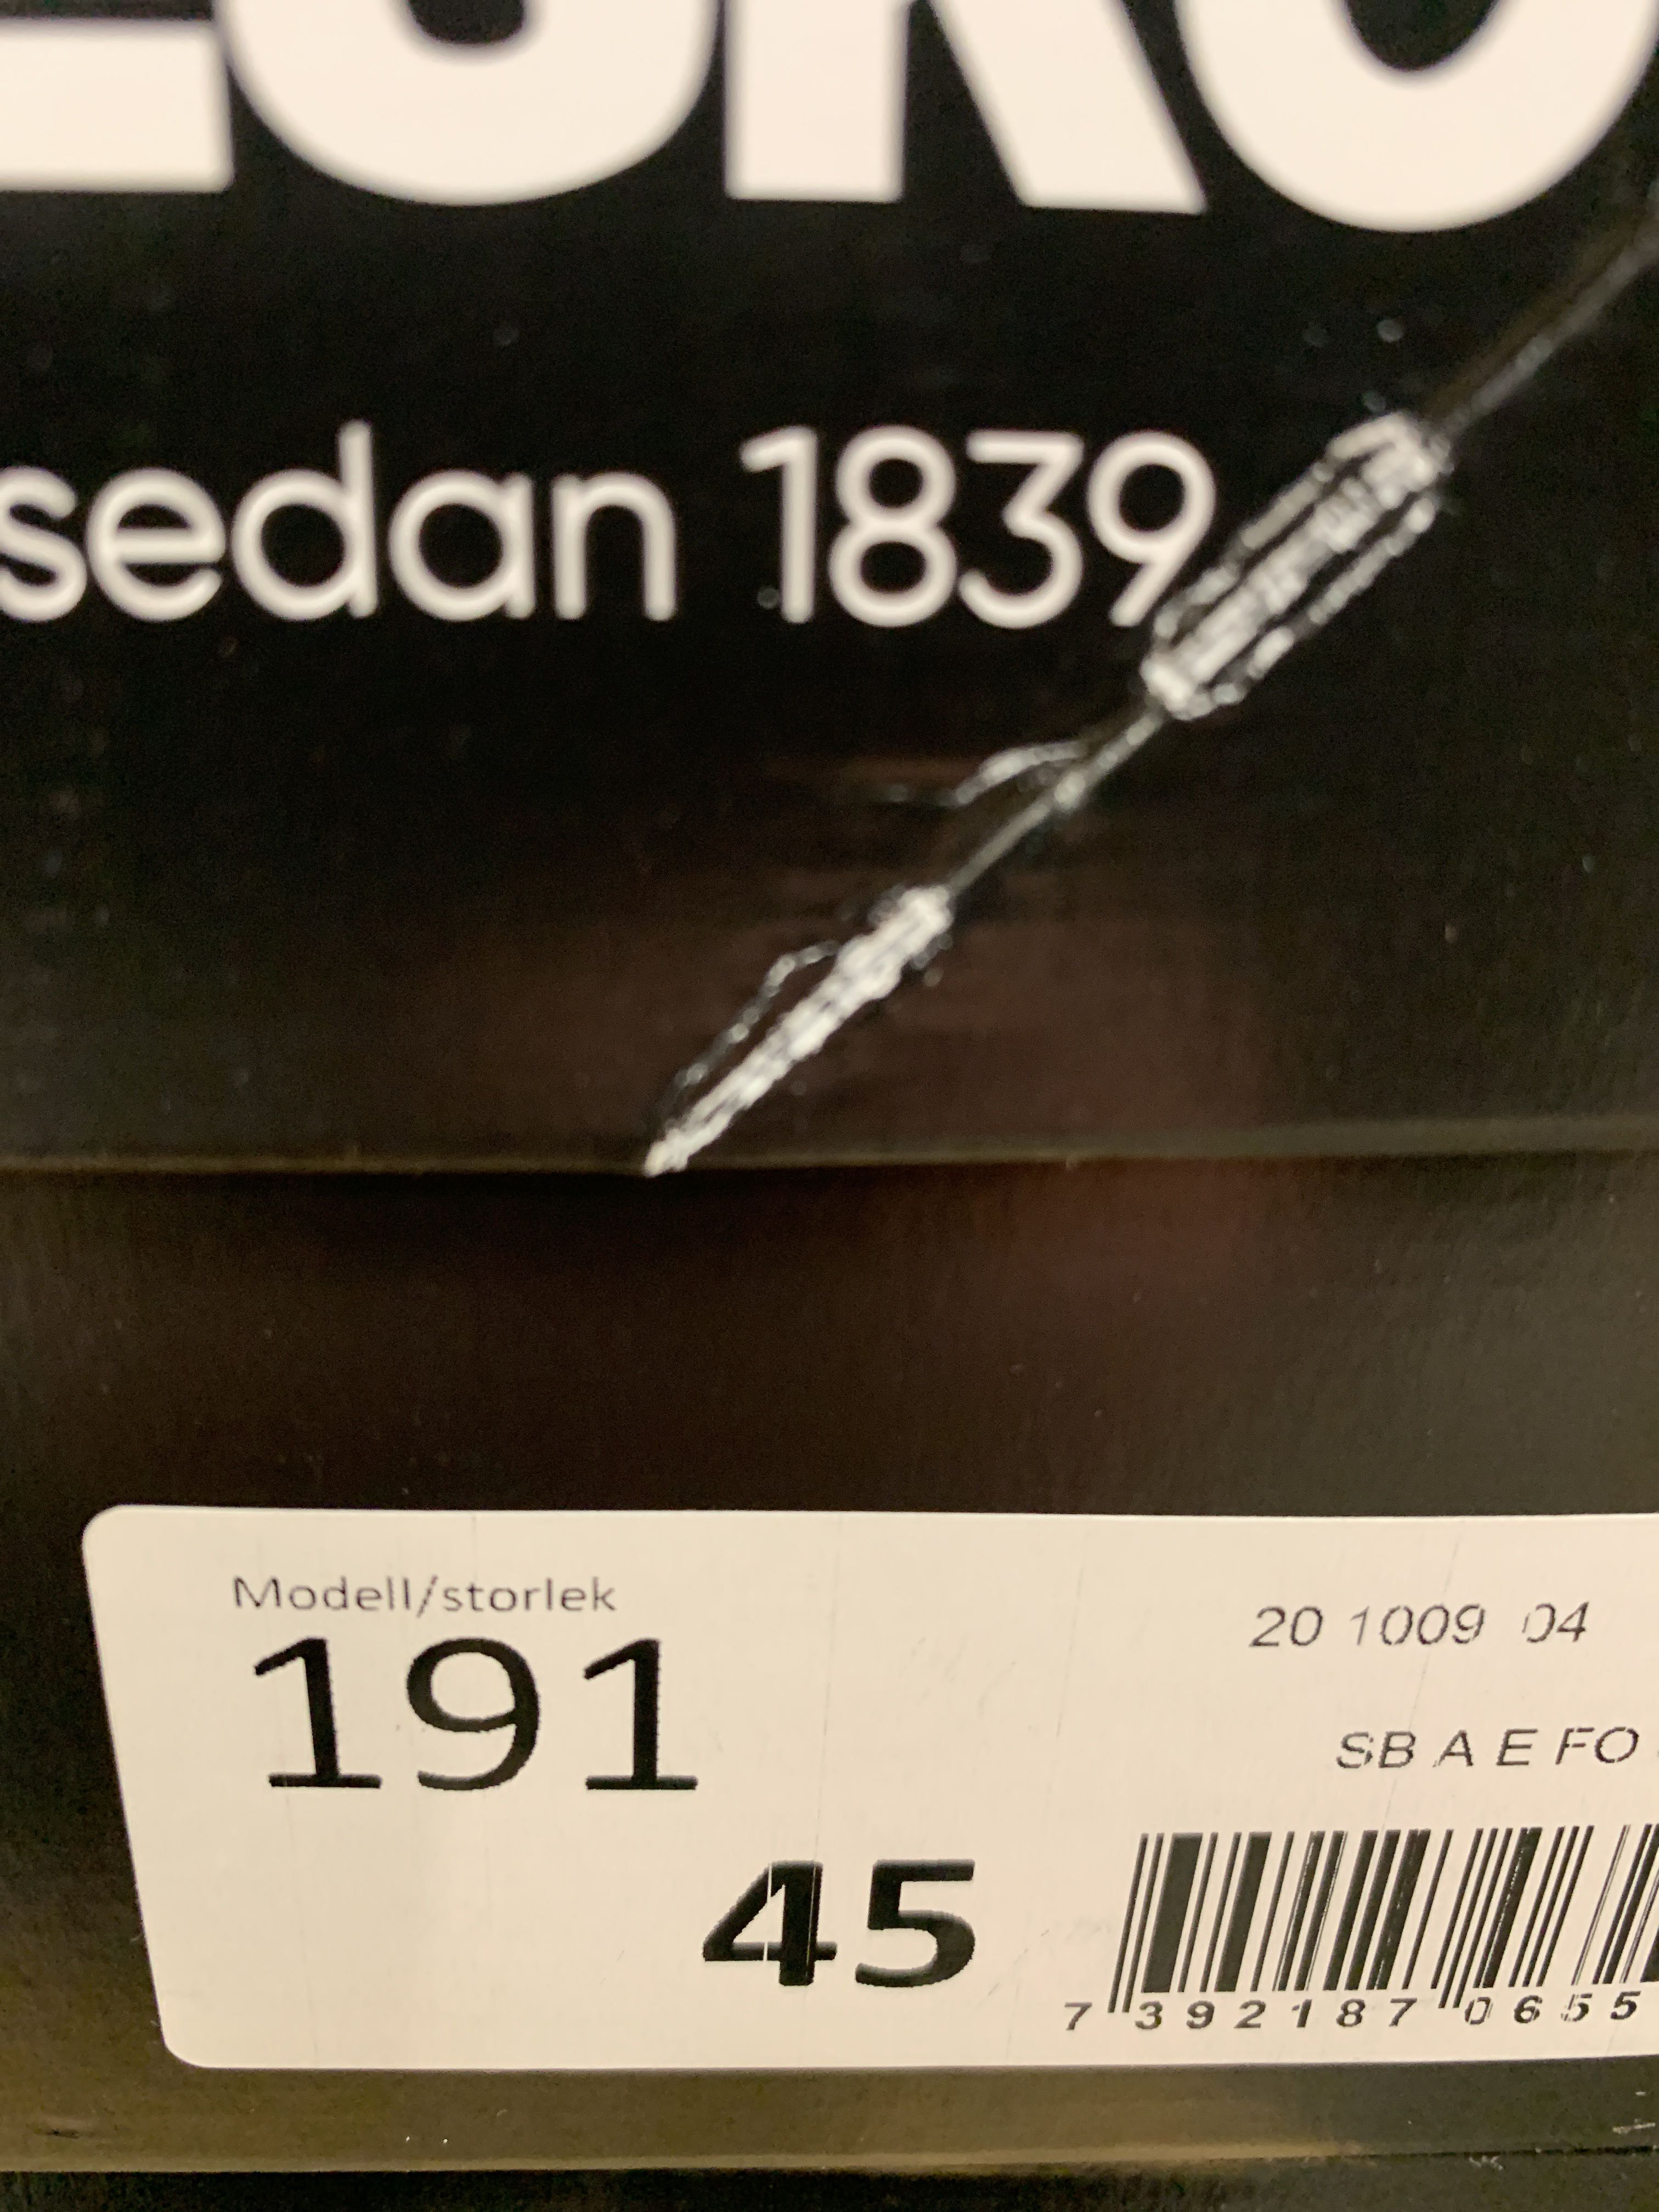 sedan 1839
Modell/storlek
191
45
20 1009 04
SB A E FO
7 392187 0655